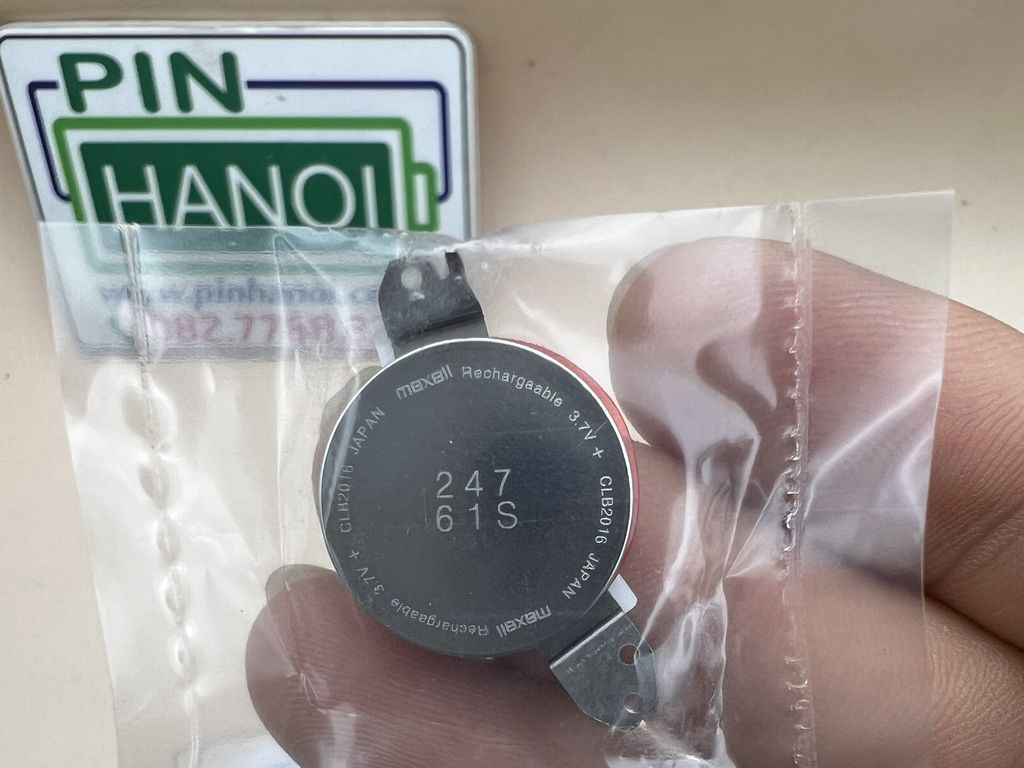 PIN
HANOI
maxell Rechargeable 3.7V + CLB2016 JAPAN
maxell Rechargeable 3.7V + CLB2016 JAPAN
247
61S